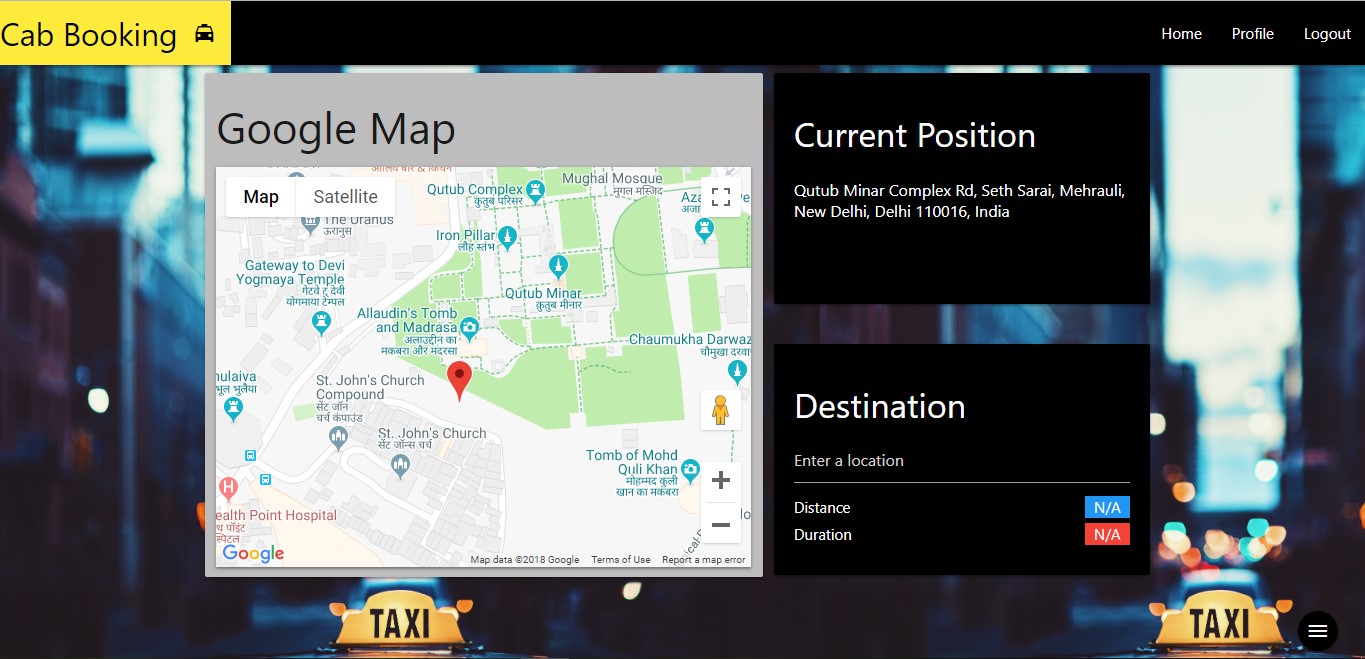 Cab Booking
Home
Profile
Logout
Google Map
Map
Satellite
Qutub Complex
कुतुब परिसर
Mughal Mosque
मुगल मस्जिद
The Uranus
ऊरानुस
Iron Pillar
लौह स्तंभ
Gateway to Devi
Yogmaya Temple
गेटवे टू देवी
योगमाया टेम्पल
Qutub Minar
क़ुतुब मीनार
Allaudin's Tomb
and Madrasa
अलाउद्दीन का
मकबरा और मदरसा
Chaumukha Darwaz
चौमुखा दरवा
भूल भुलैया
St. John's Church
Compound
सेंट जॉन
चर्च कंपाउंड
St. John's Church
सेंट जॉन्स चर्च
Tomb of Mohd
Quli Khan
मोहम्मद कुली
खान का मकबरा
H
ealth Point Hospital
Google
Map data ©2018 Google
Terms of Use
Report a map error
Current Position
Qutub Minar Complex Rd, Seth Sarai, Mehrauli,
New Delhi, Delhi 110016, India
Destination
Enter a location
Distance
N/A
Duration
N/A
TAXI
TAXI